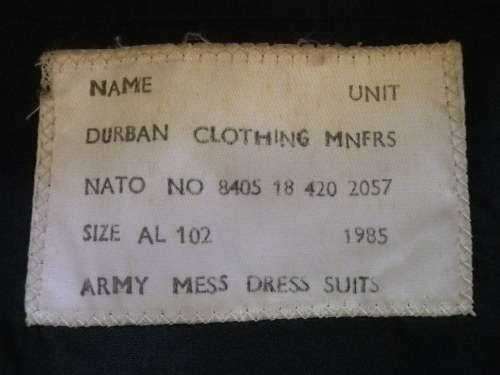 NAME UNIT
DURBAN CLOTHING MNFRS
NATO NO 8405 18 420 2057
SIZE AL 102 1985
ARMY MESS DRESS SUITS